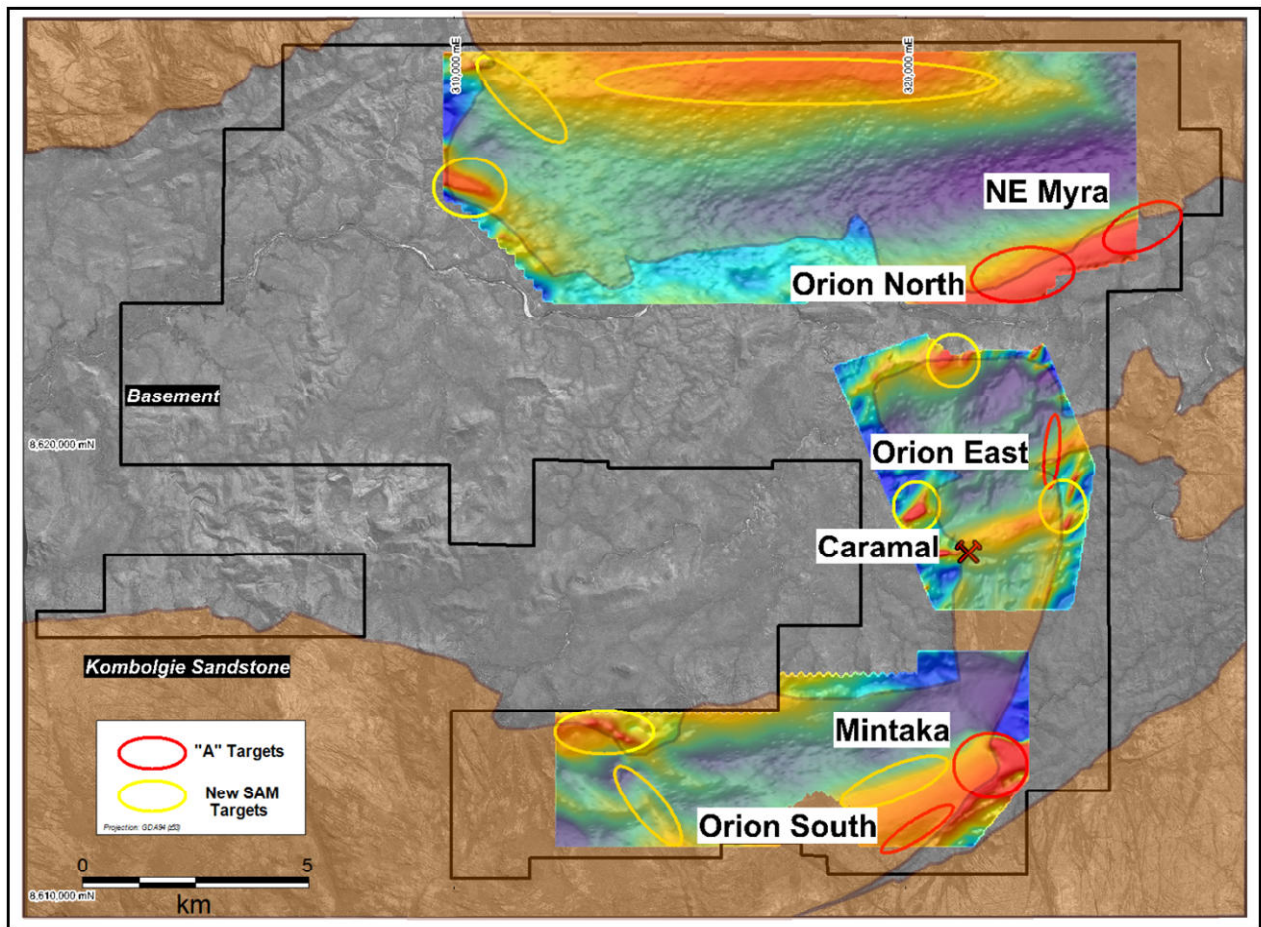 310,000 mE
320,000 mE
NE Myra
Orion North
Basement
8,620,000 mN
Orion East
Caramal
Kombolgie Sandstone
Mintaka
"A" Targets
New SAM
Targets
Orion South
Projection: GDA94 (z53)
0 5
km
8,610,000 mN